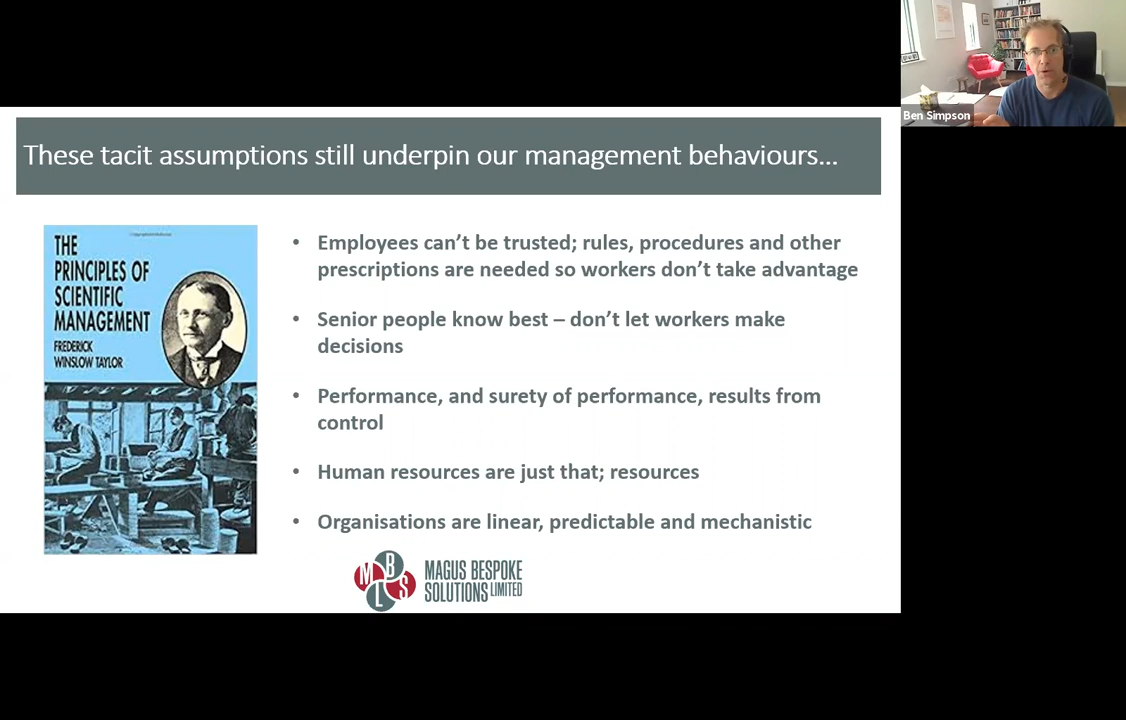 Ben Simpson
These tacit assumptions still underpin our management behaviours...
THE
PRINCIPLES OF
SCIENTIFIC
MANAGEMENT
FREDERICK
WINSLOW TAYLOR
• Employees can’t be trusted; rules, procedures and other
prescriptions are needed so workers don’t take advantage
• Senior people know best – don’t let workers make
decisions
• Performance, and surety of performance, results from
control
• Human resources are just that; resources
• Organisations are linear, predictable and mechanistic
M B L S
MAGUS BESPOKE
SOLUTIONS LIMITED